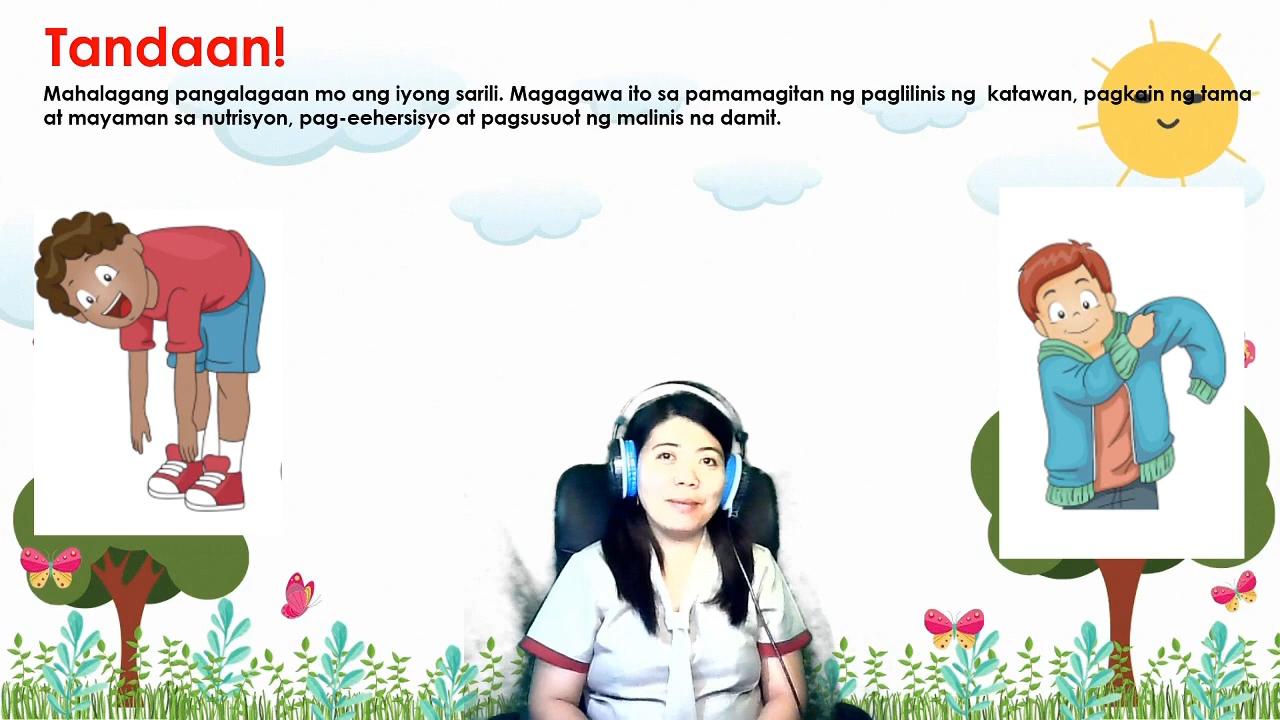 Tandaan!
Mahalagang pangalagaan mo ang iyong sarili. Magagawa ito sa pamamagitan ng paglilinis ng katawan, pagkain ng tama
at mayaman sa nutrisyon, pag-eehersisyo at pagsusuot ng malinis na damit.